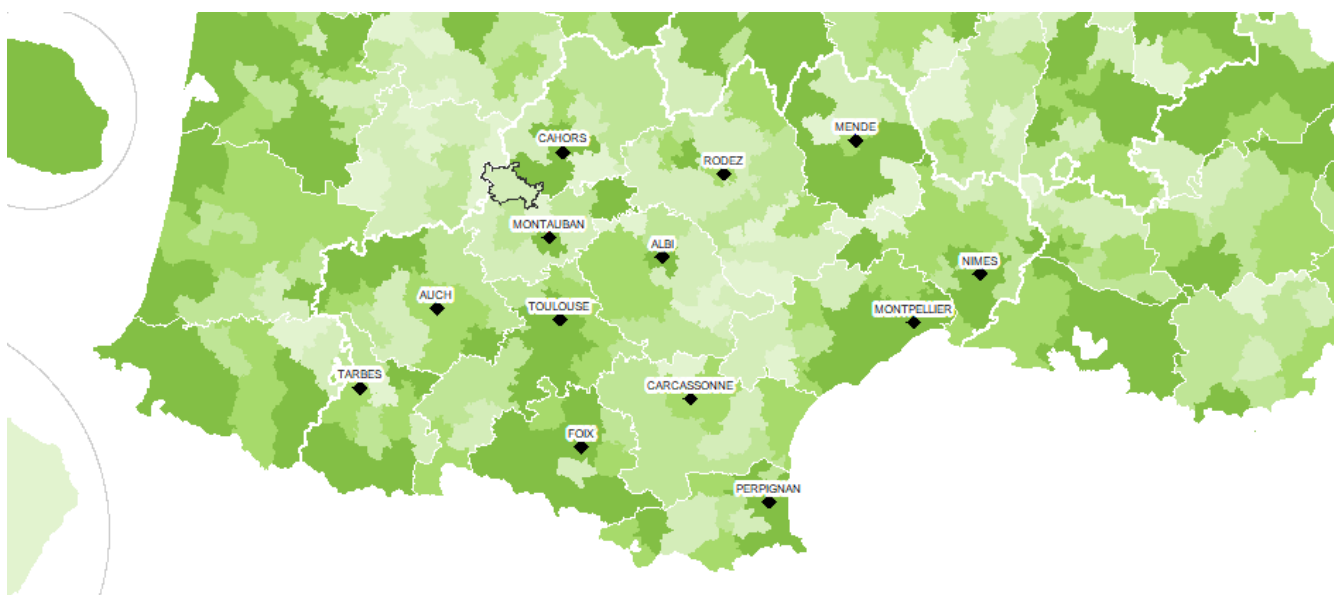 MENDE
CAHORS
RODEZ
MONTAUBAN
ALBI
NIMES
AUCH
TOULOUSE
MONTPELLIER
TARBES
CARCASSONNE
FOIX
PERPIGNAN